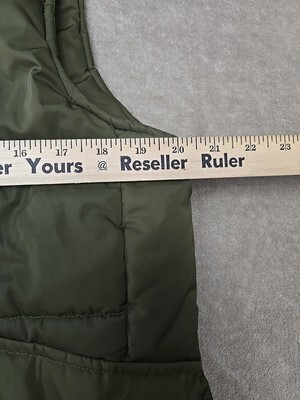 16 17 18 19 20 21 22 23
er Yours @ Reseller Ruler